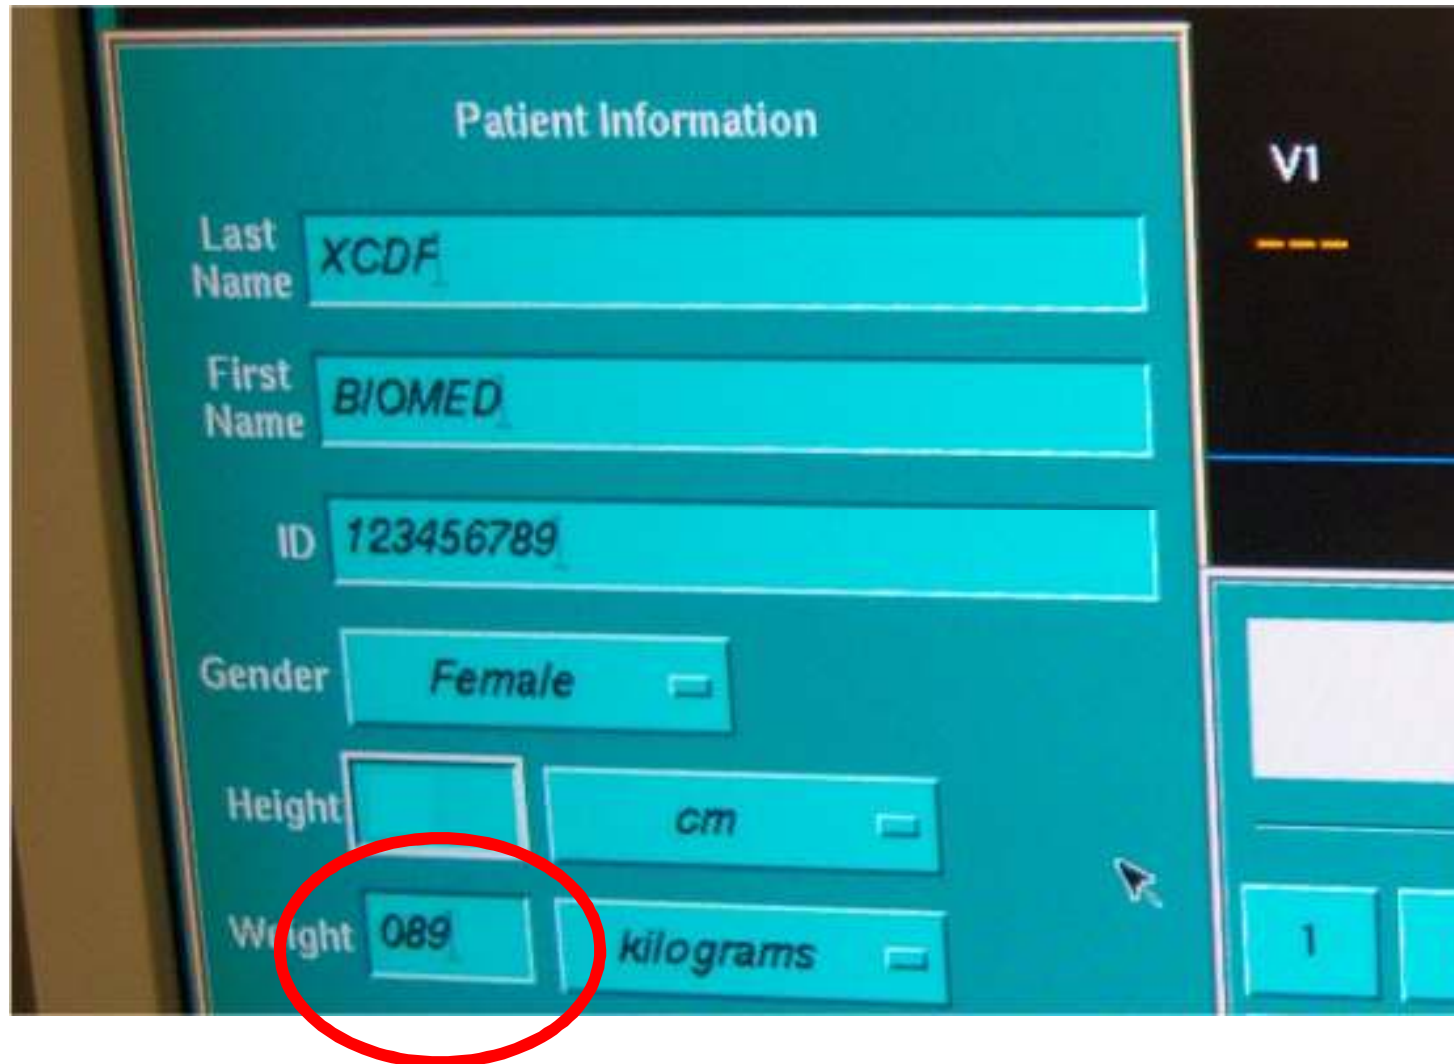 Patient Information
V1
---
Last Name XCDF
First Name BIOMED
ID 123456789
Gender Female
Height cm
Weight 089 kilograms
1